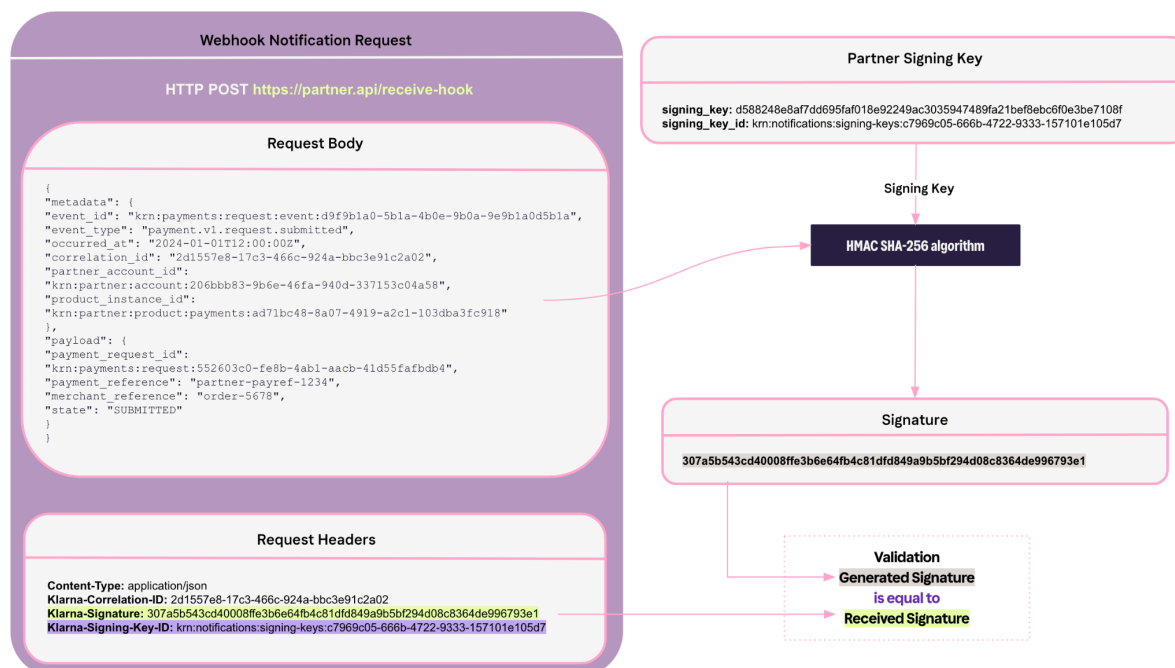 Webhook Notification Request
HTTP POST https://partner.api/receive-hook
Request Body
{
"metadata": {
"event_id": "krn:payments:request:event:d9f9b1a0-5b1a-4b0e-9b0a-9e9b1a0d5b1a",
"event_type": "payment.v1.request.submitted",
"occurred_at": "2024-01-01T12:00:00Z",
"correlation_id": "2d1557e8-17c3-466c-924a-bbc3e91c2a02",
"partner_account_id":
"krn:partner:account:206bbb83-9b6e-46fa-940d-337153c04a58",
"product_instance_id":
"krn:partner:product:payments:ad71bc48-8a07-4919-a2c1-103dba3fc918"
},
"payload": {
"payment_request_id":
"krn:payments:request:552603c0-fe8b-4ab1-aacb-41d55fafbdb4",
"payment_reference": "partner-payref-1234",
"merchant_reference": "order-5678",
"state": "SUBMITTED"
}
}
Request Headers
Content-Type: application/json
Klarna-Correlation-ID: 2d1557e8-17c3-466c-924a-bbc3e91c2a02
Klarna-Signature: 307a5b543cd40008ffe3b6e64fb4c81dfd849a9b5bf294d08c8364de996793e1
Klarna-Signing-Key-ID: krn:notifications:signing-keys:c7969c05-666b-4722-9333-157101e105d7
Partner Signing Key
signing_key: d588248e8af7dd695faf018e92249ac3035947489fa21bef8ebc6f0e3be7108f
signing_key_id: krn:notifications:signing-keys:c7969c05-666b-4722-9333-157101e105d7
Signing Key
HMAC SHA-256 algorithm
Signature
307a5b543cd40008ffe3b6e64fb4c81dfd849a9b5bf294d08c8364de996793e1
Validation
Generated Signature
is equal to
Received Signature